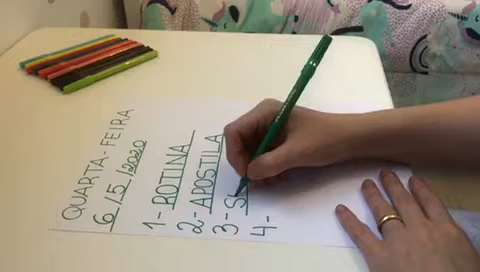 QUARTA-FEIRA
6/5/2020
1- ROTINA
2- APOSTILA
3- S
4-